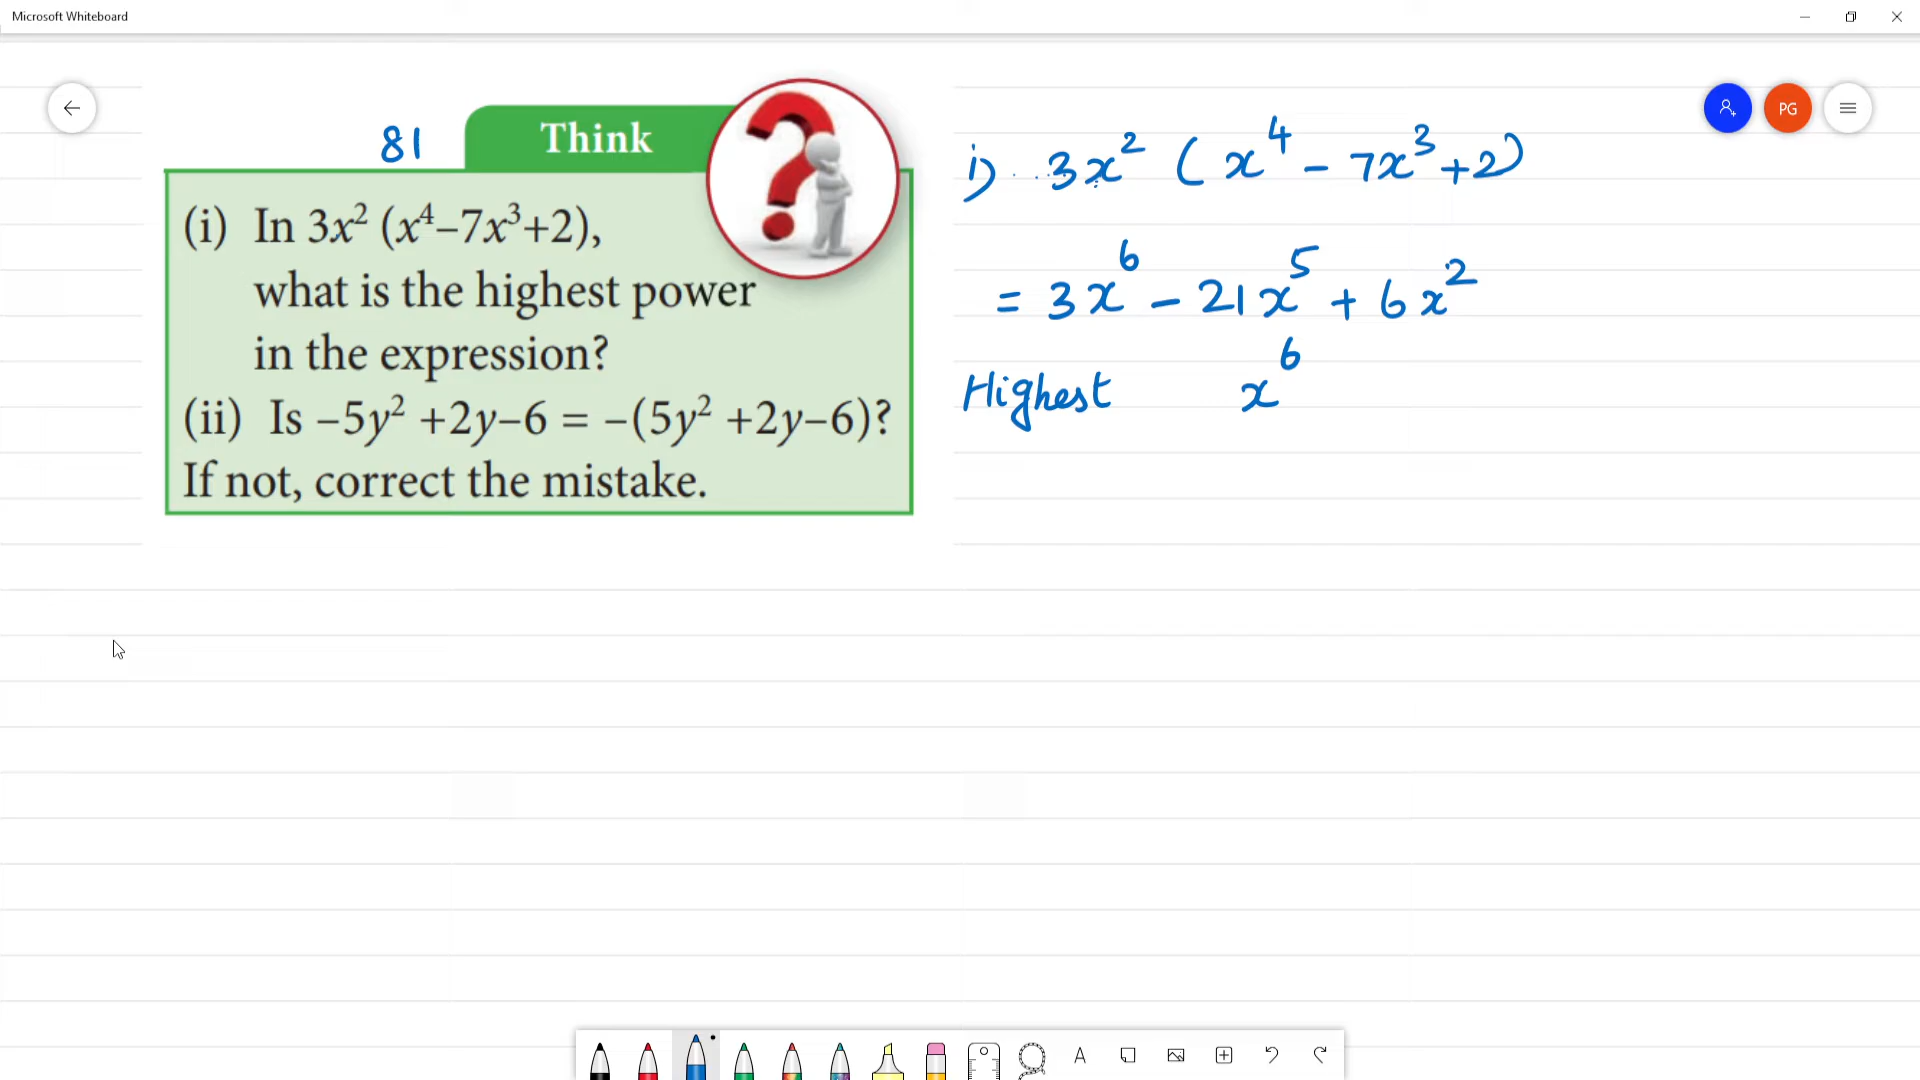 Microsoft Whiteboard
PG
81
Think
(i) In 3x² (x⁴–7x³+2),
what is the highest power
in the expression?
(ii) Is –5y² +2y–6 = –(5y² +2y–6)?
If not, correct the mistake.
i) 3x² (x⁴ - 7x³ +2)
= 3x⁶ - 21x⁵ + 6x²
Highest x⁶
A